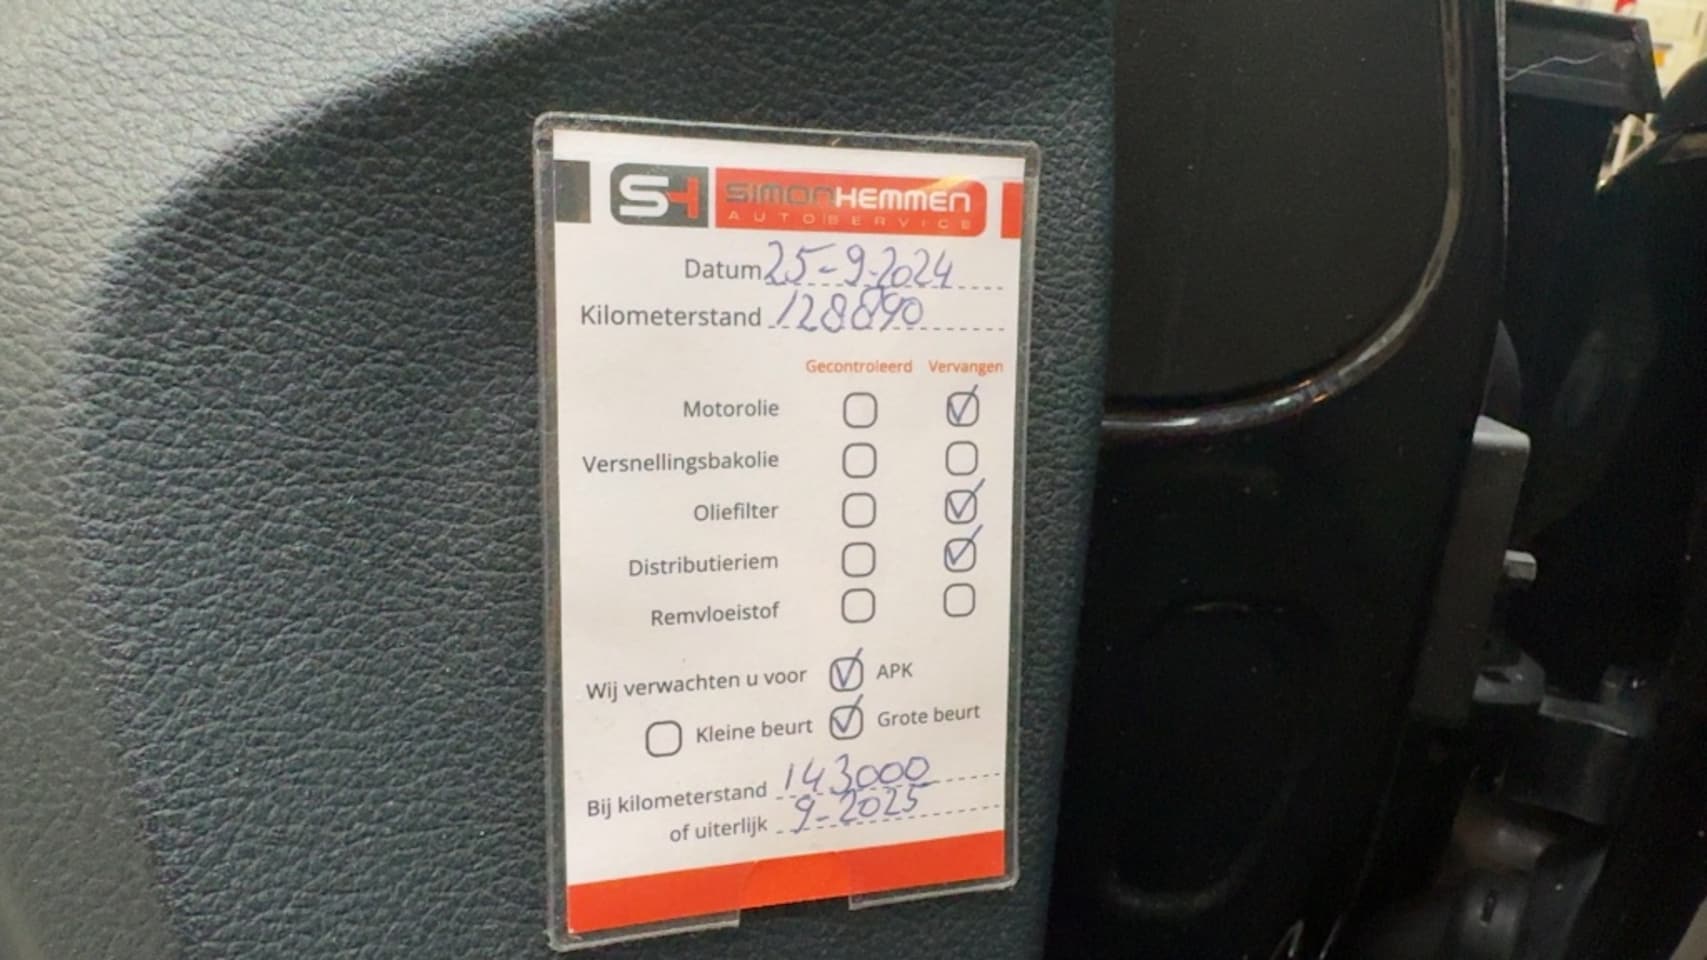 SH SIMONHEMMEN
AUTOSERVICE
Datum 25-9-2024
Kilometerstand 128890
Gecontroleerd Vervangen
Motorolie
Versnellingsbakolie
Oliefilter
Distributieriem
Remvloeistof
Wij verwachten u voor APK
Kleine beurt Grote beurt
Bij kilometerstand 143000
of uiterlijk 9-2025